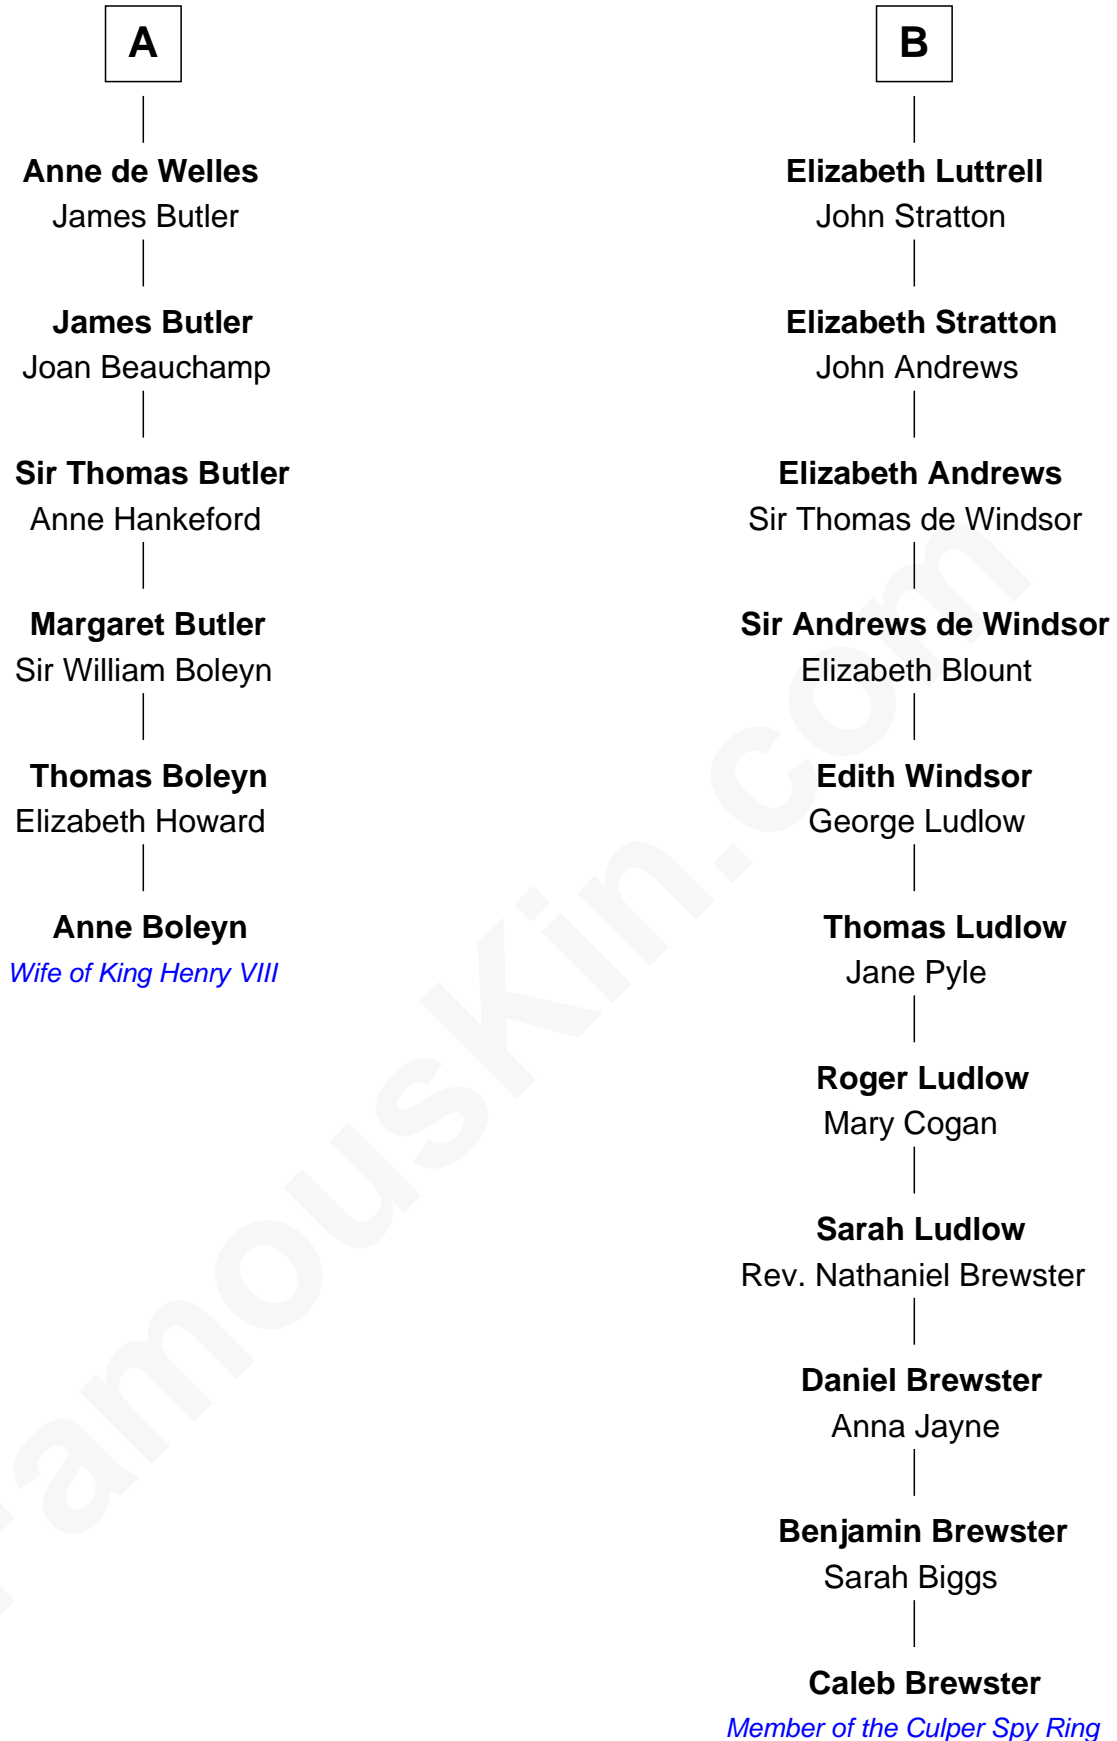 A
Anne de Welles
James Butler
James Butler
Joan Beauchamp
Sir Thomas Butler
Anne Hankeford
Margaret Butler
Sir William Boleyn
Thomas Boleyn
Elizabeth Howard
Anne Boleyn
Wife of King Henry VIII
B
Elizabeth Luttrell
John Stratton
Elizabeth Stratton
John Andrews
Elizabeth Andrews
Sir Thomas de Windsor
Sir Andrews de Windsor
Elizabeth Blount
Edith Windsor
George Ludlow
Thomas Ludlow
Jane Pyle
Roger Ludlow
Mary Cogan
Sarah Ludlow
Rev. Nathaniel Brewster
Daniel Brewster
Anna Jayne
Benjamin Brewster
Sarah Biggs
Caleb Brewster
Member of the Culper Spy Ring
FamousKin.com